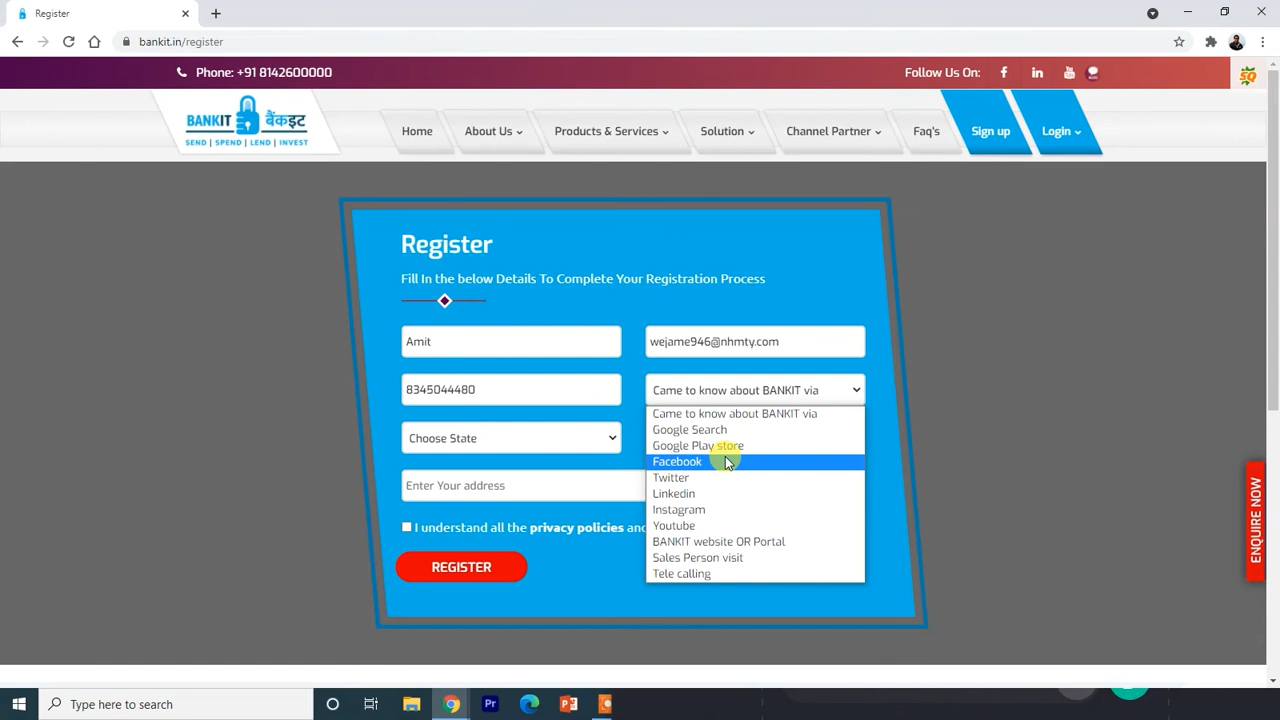 Register
bankit.in/register
Phone: +91 8142600000
Follow Us On:
SQ
BANKIT बैंकइट
SEND | SPEND | LEND | INVEST
Home
About Us
Products & Services
Solution
Channel Partner
Faq's
Sign up
Login
Register
Fill In the below Details To Complete Your Registration Process
Amit
wejame946@nhmty.com
8345044480
Came to know about BANKIT via
Came to know about BANKIT via
Google Search
Google Play store
Facebook
Twitter
Linkedin
Instagram
Youtube
BANKIT website OR Portal
Sales Person visit
Tele calling
Choose State
Enter Your address
I understand all the privacy policies and
REGISTER
ENQUIRE NOW
Type here to search